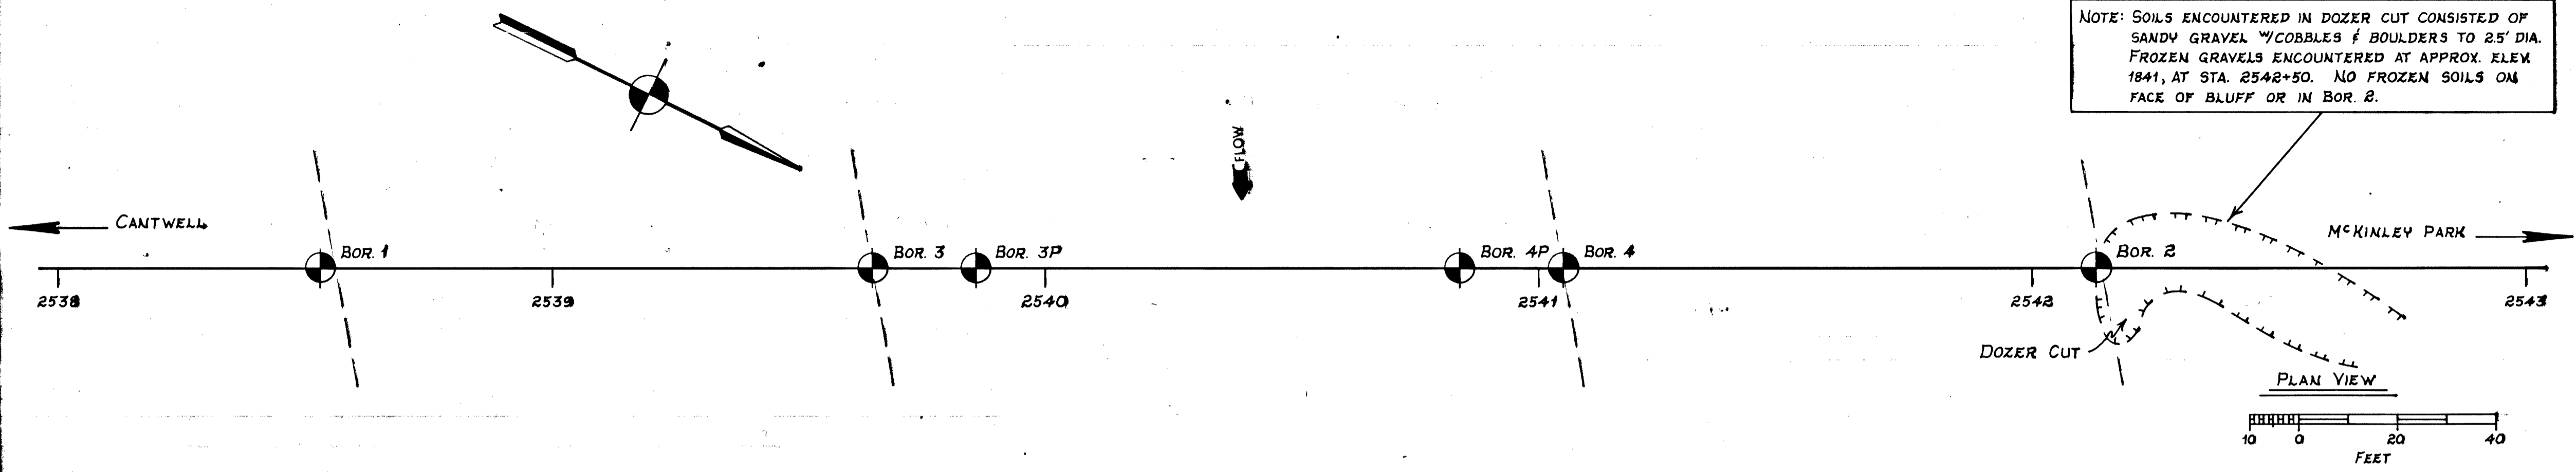 NOTE: SOILS ENCOUNTERED IN DOZER CUT CONSISTED OF
SANDY GRAVEL W/COBBLES & BOULDERS TO 2.5' DIA.
FROZEN GRAVELS ENCOUNTERED AT APPROX. ELEV.
1841, AT STA. 2542+50. NO FROZEN SOILS ON
FACE OF BLUFF OR IN BOR. 2.
FLOW
CANTWELL
MCKINLEY PARK
BOR. 1
BOR. 3
BOR. 3P
BOR. 4P
BOR. 4
BOR. 2
2538
2539
2540
2541
2542
2543
DOZER CUT
PLAN VIEW
10 0 20 40
FEET